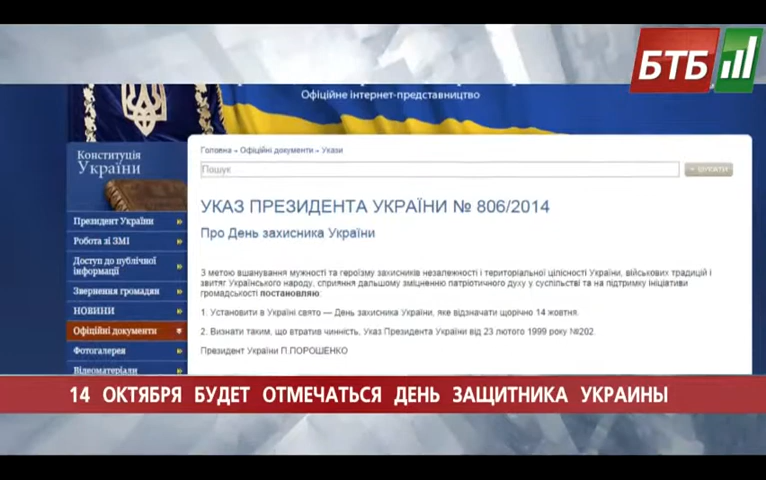 БТБ
Офіційне інтернет-представництво
Конституція
України
Головна » Офіційні документи » Укази
Пошук
ШУКАТИ
УКАЗ ПРЕЗИДЕНТА УКРАЇНИ № 806/2014
Про День захисника України
Президент України
Робота зі ЗМІ
Доступ до публічної
інформації
Звернення громадян
НОВИНИ
Офіційні документи
Фотогалерея
Відеоматеріали
З метою вшанування мужності та героїзму захисників незалежності і територіальної цілісності України, військових традицій і
звитяг Українського народу, сприяння дальшому зміцненню патріотичного духу у суспільстві та на підтримку ініціативи
громадськості постановляю:
1. Установити в Україні свято — День захисника України, яке відзначати щорічно 14 жовтня.
2. Визнати таким, що втратив чинність, Указ Президента України від 23 лютого 1999 року №202.
Президент України П.ПОРОШЕНКО
14 ОКТЯБРЯ БУДЕТ ОТМЕЧАТЬСЯ ДЕНЬ ЗАЩИТНИКА УКРАИНЫ